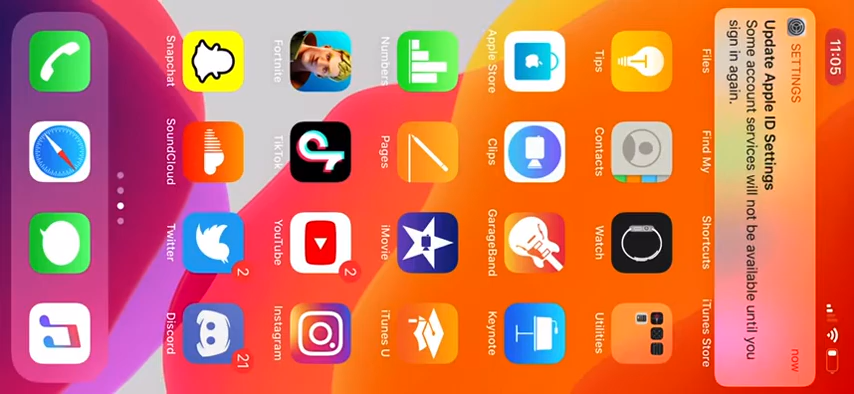 11:05
SETTINGS
now
Update Apple ID Settings
Some account services will not be available until you
sign in again.
Files
Find My
Shortcuts
iTunes Store
Tips
Contacts
Watch
Utilities
Apple Store
Clips
GarageBand
Keynote
Numbers
Pages
iMovie
iTunes U
Fortnite
TikTok
2
YouTube
Instagram
Snapchat
SoundCloud
2
Twitter
21
Discord